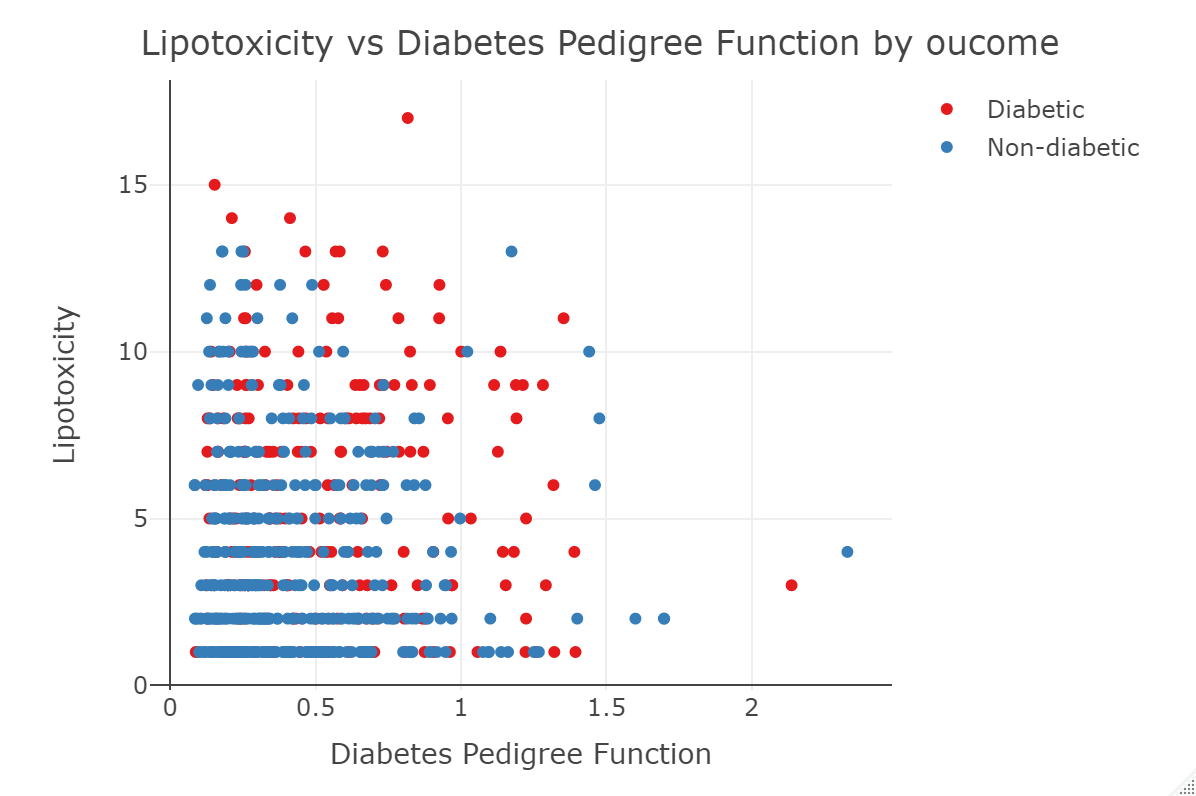 Lipotoxicity vs Diabetes Pedigree Function by oucome
Diabetic
Non-diabetic
15
10
5
0
Lipotoxicity
0
0.5
1
1.5
2
Diabetes Pedigree Function